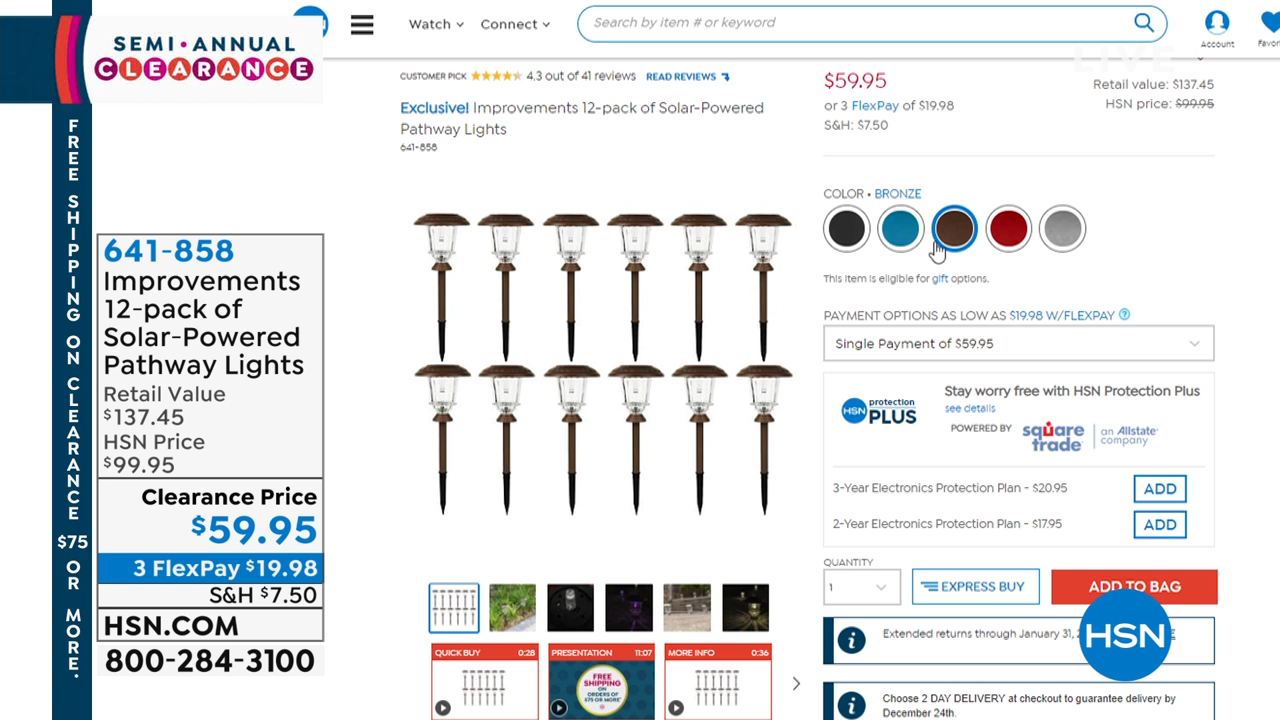 SEMI•ANNUAL
CLEARANCE
FREE SHIPPING ON CLEARANCE $75 OR MORE.
641-858
Improvements
12-pack of
Solar-Powered
Pathway Lights
Retail Value
$137.45
HSN Price
$99.95
Clearance Price
$59.95
3 FlexPay $19.98
S&H $7.50
HSN.COM
800-284-3100
Watch
Connect
Search by item # or keyword
Account
LIVE
CUSTOMER PICK 4.3 out of 41 reviews READ REVIEWS
Exclusive! Improvements 12-pack of Solar-Powered
Pathway Lights
641-858
QUICK BUY 0:28
PRESENTATION 11:07
FREE
SHIPPING
ON
ORDERS
OF
$75 OR MORE*
MORE INFO 0:36
$59.95
or 3 FlexPay of $19.98
S&H: $7.50
Retail value: $137.45
HSN price: $99.95
COLOR • BRONZE
This item is eligible for gift options.
PAYMENT OPTIONS AS LOW AS $19.98 W/FLEXPAY ?
Single Payment of $59.95
HSN protection PLUS
Stay worry free with HSN Protection Plus
see details
POWERED BY square trade | an Allstate company
3-Year Electronics Protection Plan - $20.95 ADD
2-Year Electronics Protection Plan - $17.95 ADD
QUANTITY
1
EXPRESS BUY
ADD TO BAG
Extended returns through January 31,
HSN
Choose 2 DAY DELIVERY at checkout to guarantee delivery by
December 24th.